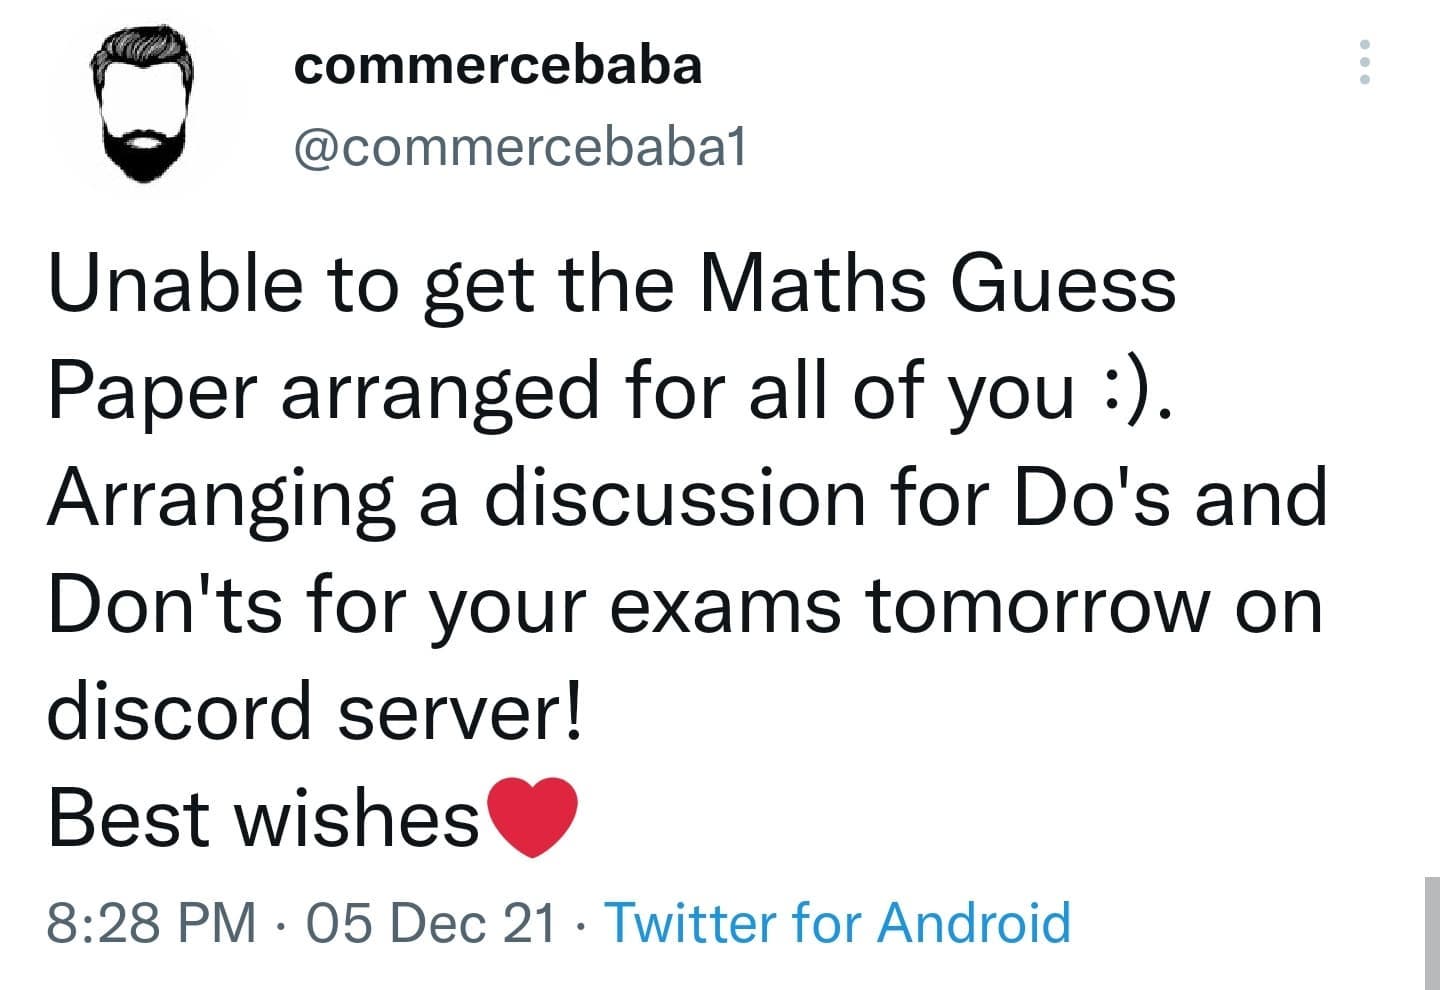 commercebaba
@commercebaba1
Unable to get the Maths Guess
Paper arranged for all of you :).
Arranging a discussion for Do's and
Don'ts for your exams tomorrow on
discord server!
Best wishes❤️
8:28 PM · 05 Dec 21 · Twitter for Android